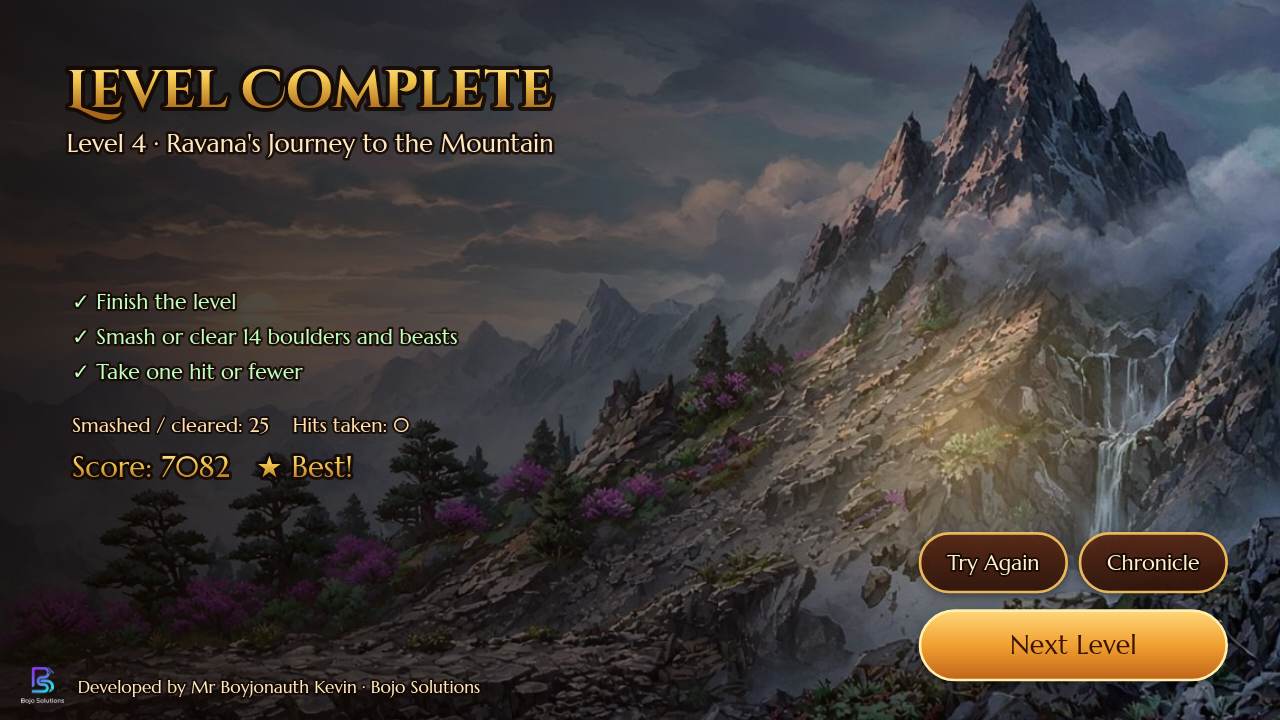 Level Complete
Level 4 · Ravana's Journey to the Mountain
✓ Finish the level
✓ Smash or clear 14 boulders and beasts
✓ Take one hit or fewer
Smashed / cleared: 25 Hits taken: 0
Score: 7082 ★ Best!
Try Again
Chronicle
Next Level
Bojo Solutions
Developed by Mr Boyjonauth Kevin · Bojo Solutions